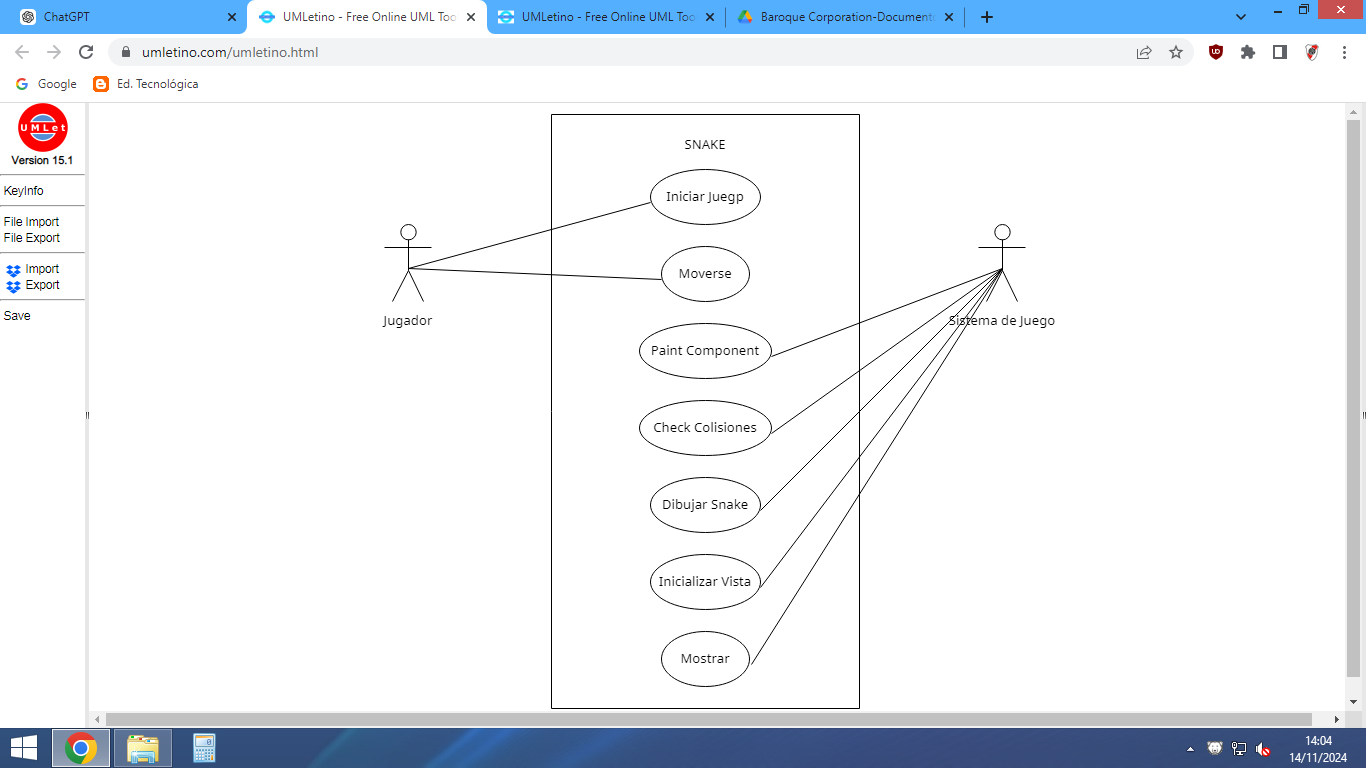 ChatGPT
UMLetino - Free Online UML Too
UMLetino - Free Online UML Too
Baroque Corporation-Document
umletino.com/umletino.html
Google
Ed. Tecnológica
UMLet
Version 15.1
KeyInfo
File Import
File Export
Import
Export
Save
SNAKE
Iniciar Juegp
Moverse
Jugador
Sistema de Juego
Paint Component
Check Colisiones
Dibujar Snake
Inicializar Vista
Mostrar
14:04
14/11/2024